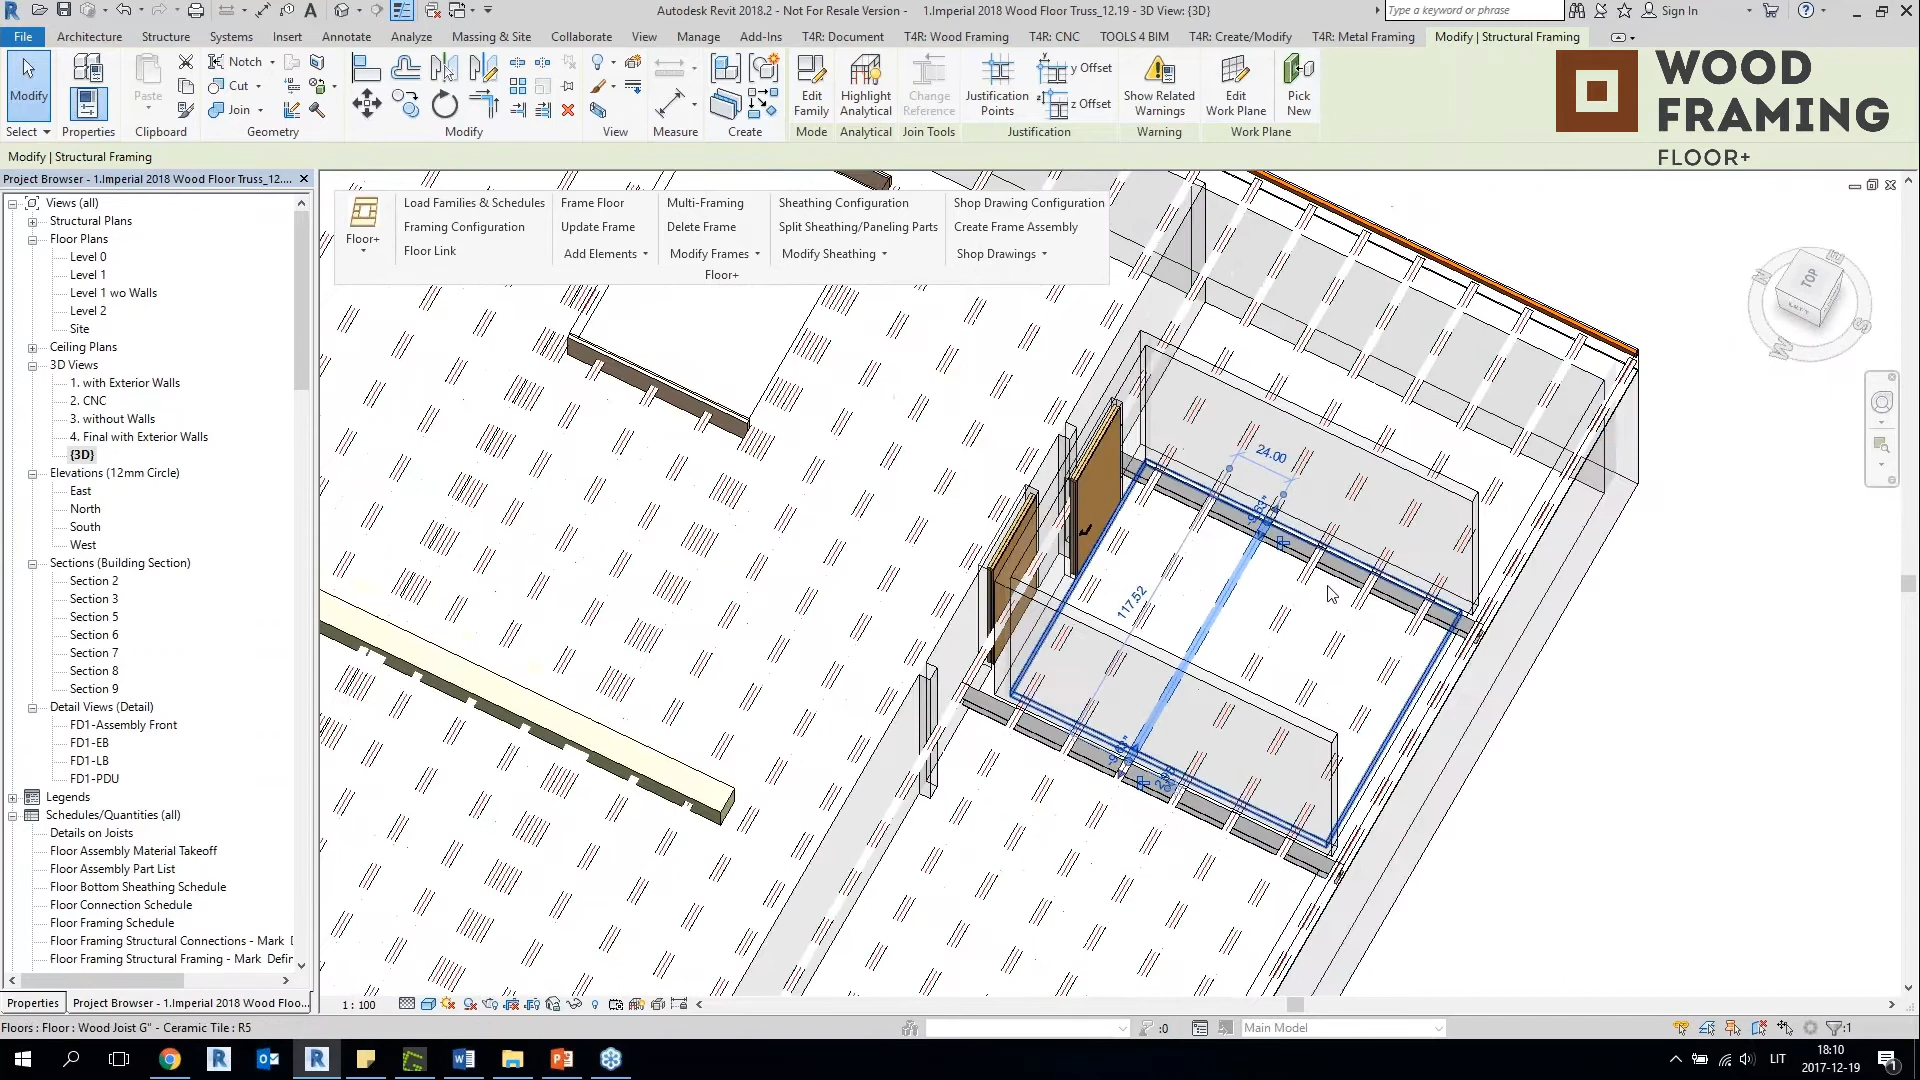 Autodesk Revit 2018.2 - Not For Resale Version - 1.Imperial 2018 Wood Floor Truss_12.19 - 3D View: {3D}
Type a keyword or phrase
Sign In
File Architecture Structure Systems Insert Annotate Analyze Massing & Site Collaborate View Manage Add-Ins T4R: Document T4R: Wood Framing T4R: CNC TOOLS 4 BIM T4R: Create/Modify T4R: Metal Framing Modify | Structural Framing
Modify
Paste
Notch
Cut
Join
Edit Family
Highlight Analytical
Change Reference
Justification Points
y Offset
z Offset
Show Related Warnings
Edit Work Plane
Pick New
Select Properties Clipboard Geometry Modify View Measure Create Mode Analytical Join Tools Justification Warning Work Plane
WOOD
FRAMING
FLOOR+
Modify | Structural Framing
Project Browser - 1.Imperial 2018 Wood Floor Truss_12....
Views (all)
Structural Plans
Floor Plans
Level 0
Level 1
Level 1 wo Walls
Level 2
Site
Ceiling Plans
3D Views
1. with Exterior Walls
2. CNC
3. without Walls
4. Final with Exterior Walls
{3D}
Elevations (12mm Circle)
East
North
South
West
Sections (Building Section)
Section 2
Section 3
Section 5
Section 6
Section 7
Section 8
Section 9
Detail Views (Detail)
FD1-Assembly Front
FD1-EB
FD1-LB
FD1-PDU
Legends
Schedules/Quantities (all)
Details on Joists
Floor Assembly Material Takeoff
Floor Assembly Part List
Floor Bottom Sheathing Schedule
Floor Connection Schedule
Floor Framing Schedule
Floor Framing Structural Connections - Mark
Floor Framing Structural Framing - Mark Defin
Floor+
Load Families & Schedules
Framing Configuration
Floor Link
Frame Floor
Update Frame
Add Elements
Multi-Framing
Delete Frame
Modify Frames
Sheathing Configuration
Split Sheathing/Paneling Parts
Modify Sheathing
Shop Drawing Configuration
Create Frame Assembly
Shop Drawings
Floor+
TOP
LEFT
E
S
W
24.00
117.52
Properties
Project Browser - 1.Imperial 2018 Wood Floo...
1 : 100
Floors : Floor : Wood Joist G" - Ceramic Tile : R5
:0
Main Model
:1
LIT
18:10
2017-12-19
1